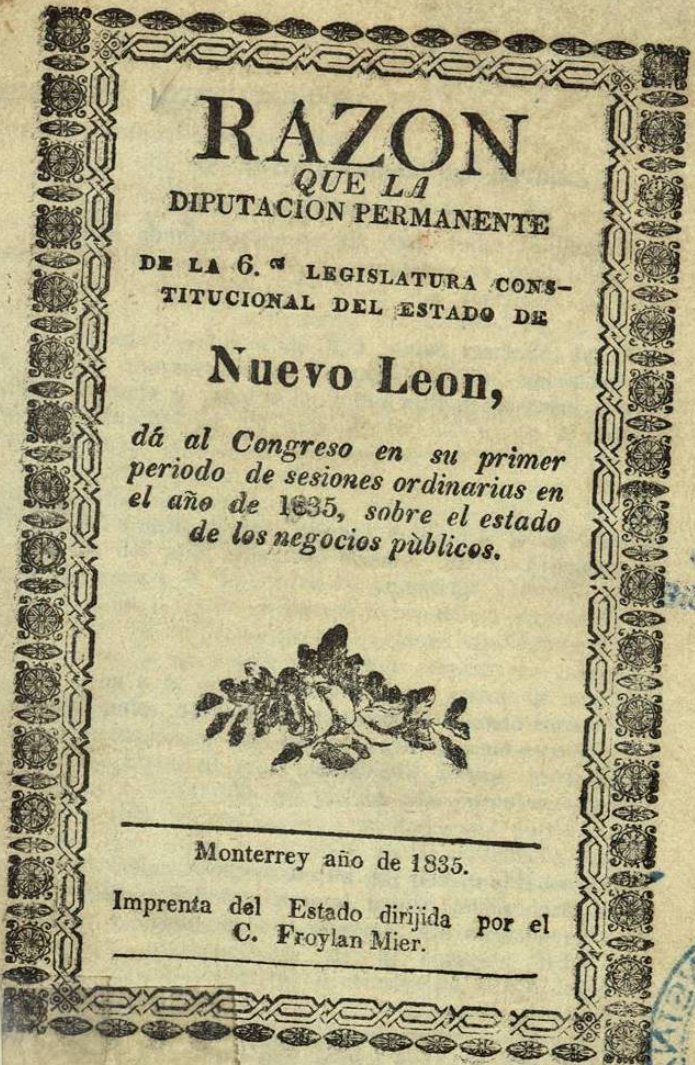 RAZON
QUE LA
DIPUTACION PERMANENTE
DE LA 6.ª LEGISLATURA CONS-
TITUCIONAL DEL ESTADO DE
Nuevo Leon,
dá al Congreso en su primer
periodo de sesiones ordinarias en
el año de 1835, sobre el estado
de los negocios pùblicos.
Monterrey año de 1835.
Imprenta del Estado dirijida por el
C. Froylan Mier.